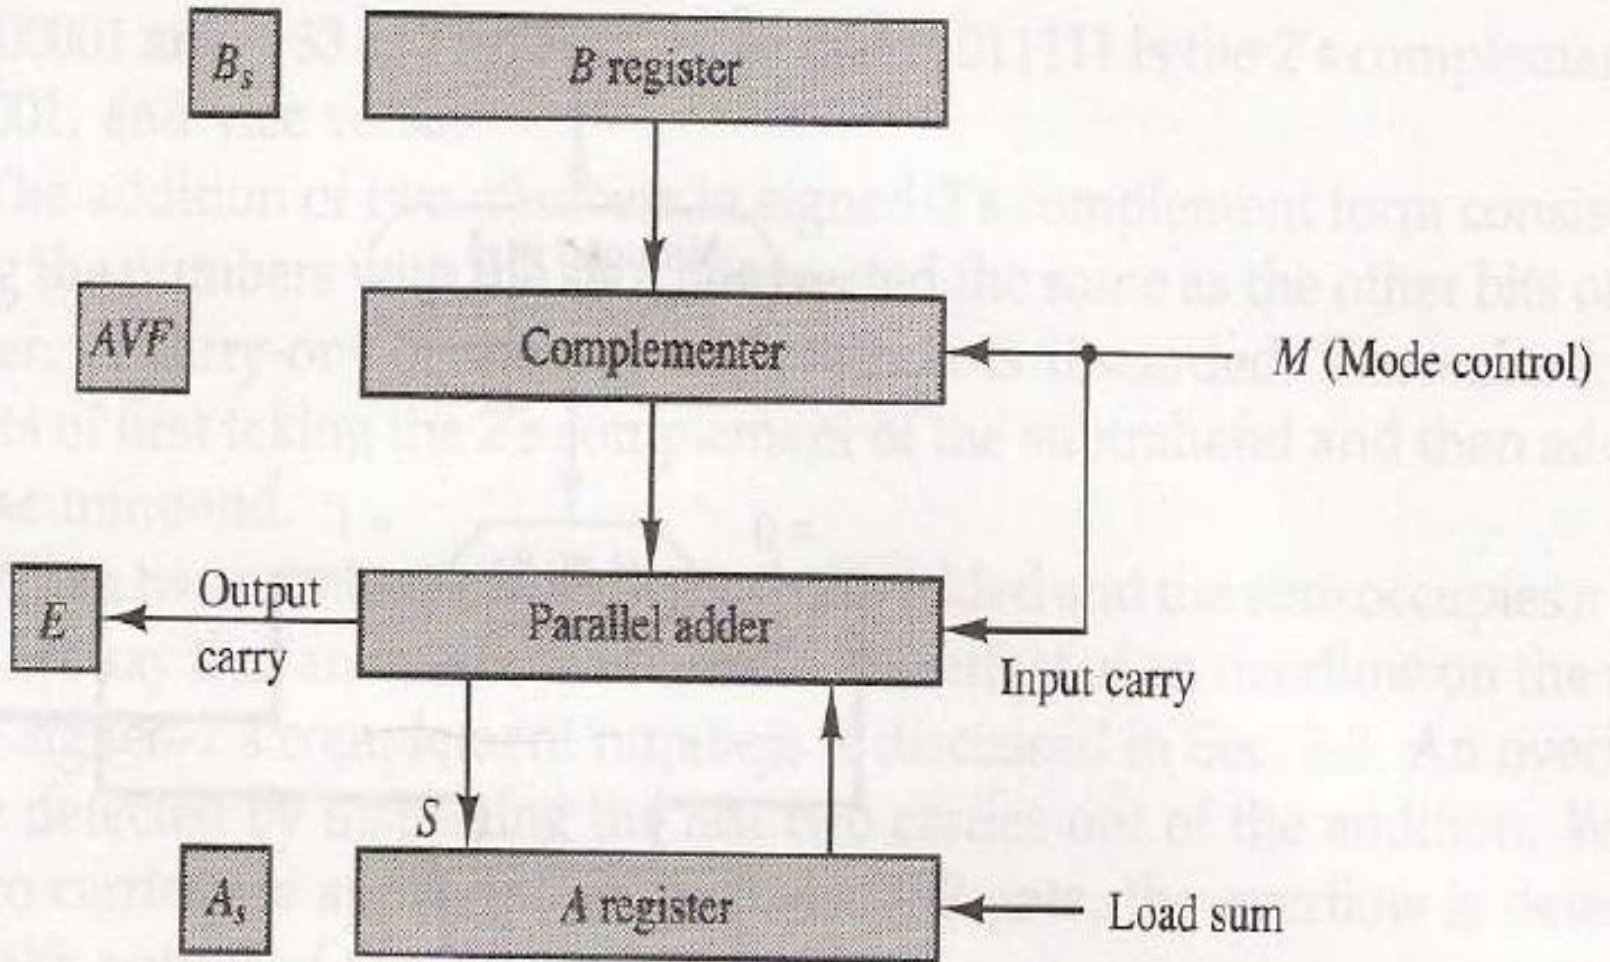 B_s
B register
AVF
Complementer
M (Mode control)
E
Output
carry
Parallel adder
Input carry
S
A_s
A register
Load sum